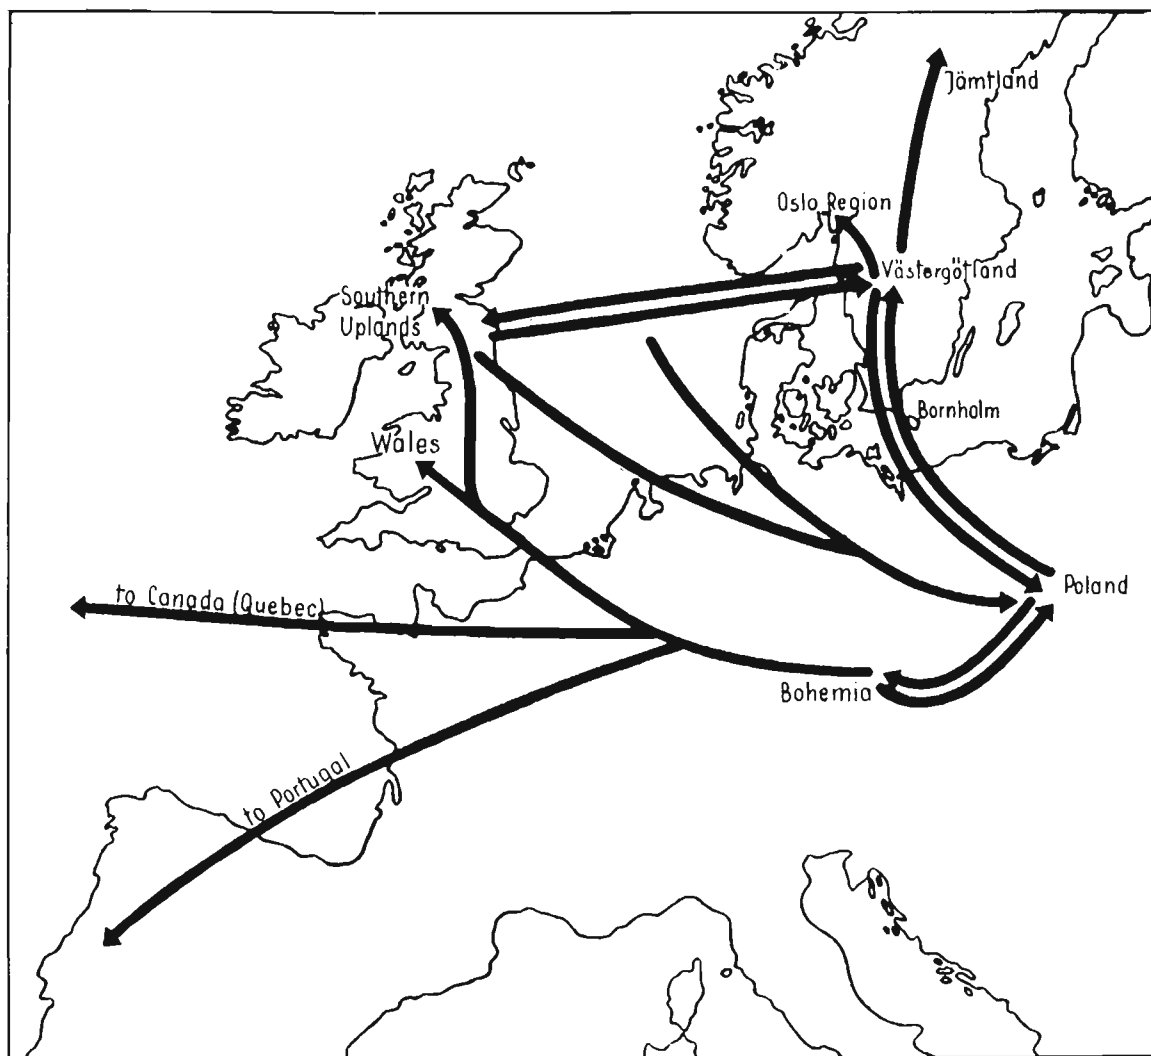 Jämtland
Oslo Region
Västergötland
Southern
Uplands
Bornholm
Wales
Poland
to Canada (Quebec)
Bohemia
to Portugal